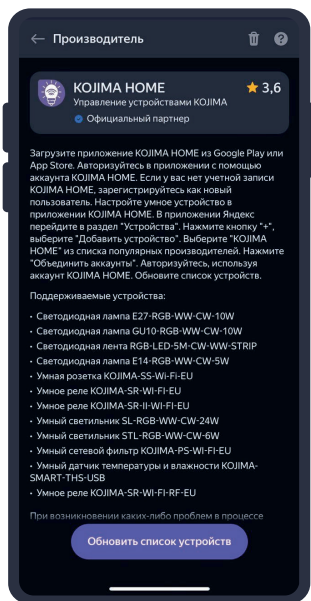 Производитель
KOJIMA HOME
3,6
Управление устройствами KOJIMA
Официальный партнер
Загрузите приложение KOJIMA HOME из Google Play или
App Store. Авторизуйтесь в приложении с помощью
аккаунта KOJIMA HOME. Если у вас нет учетной записи
KOJIMA HOME, зарегистрируйтесь как новый
пользователь. Настройте умное устройство в
приложении KOJIMA HOME. В приложении Яндекс
перейдите в раздел "Устройства". Нажмите кнопку "+",
выберите "Добавить устройство". Выберите "KOJIMA
HOME" из списка популярных производителей. Нажмите
"Объединить аккаунты". Авторизуйтесь, используя
аккаунт KOJIMA HOME. Обновите список устройств.
Поддерживаемые устройства:
• Светодиодная лампа E27-RGB-WW-CW-10W
• Светодиодная лампа GU10-RGB-WW-CW-10W
• Светодиодная лента RGB-LED-5M-CW-WW-STRIP
• Светодиодная лампа E14-RGB-WW-CW-5W
• Умная розетка KOJIMA-SS-Wi-Fi-EU
• Умное реле KOJIMA-SR-WI-FI-EU
• Умное реле KOJIMA-SR-II-WI-FI-EU
• Умный светильник SL-RGB-WW-CW-24W
• Умный светильник STL-RGB-WW-CW-6W
• Умный сетевой фильтр KOJIMA-PS-WI-FI-EU
• Умный датчик температуры и влажности KOJIMA-
SMART-THS-USB
• Умное реле KOJIMA-SR-WI-FI-RF-EU
При возникновении каких-либо проблем в процессе
Обновить список устройств